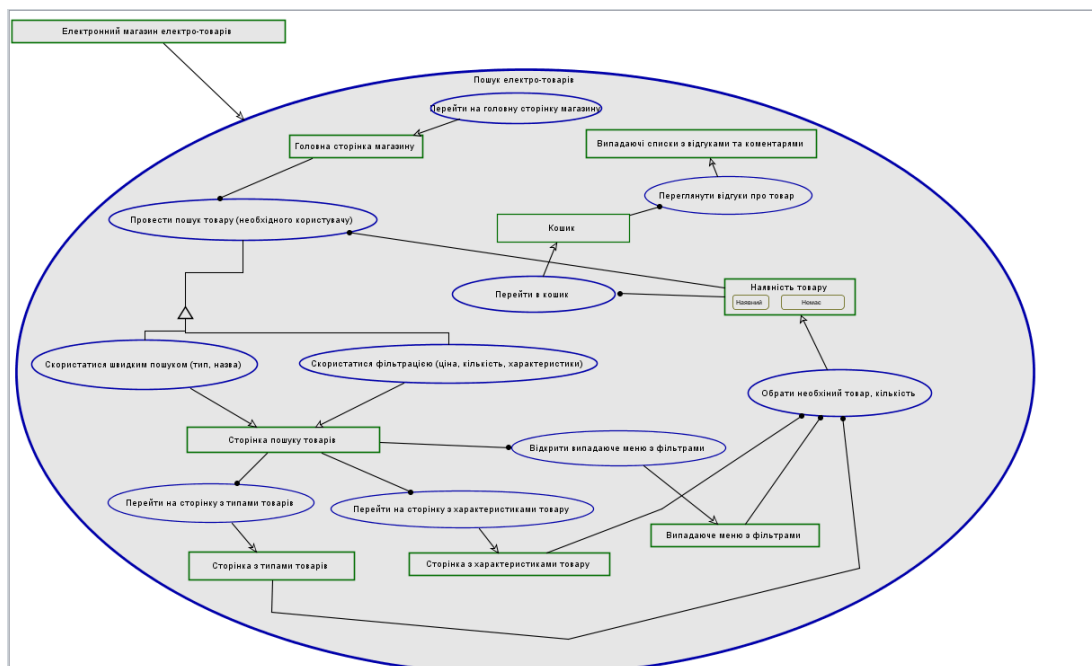 Електронний магазин електро-товарів
Пошук електро-товарів
Перейти на головну сторінку магазину
Головна сторінка магазину
Випадаючі списки з відгуками та коментарями
Переглянути відгуки про товар
Провести пошук товару (необхідного користувачу)
Кошик
Наявність товару
Перейти в кошик
Наявний
Немає
Скористатися швидким пошуком (тип, назва)
Скористатися фільтрацією (ціна, кількість, характеристики)
Обрати необхіний товар, кількість
Сторінка пошуку товарів
Відкрити випадаюче меню з фільтрами
Перейти на сторінку з типами товарів
Перейти на сторінку з характеристиками товару
Випадаюче меню з фільтрами
Сторінка з типами товарів
Сторінка з характеристиками товару